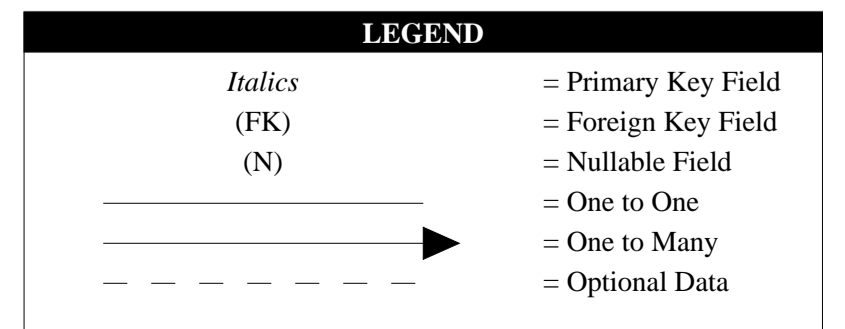 LEGEND
Italics = Primary Key Field
(FK) = Foreign Key Field
(N) = Nullable Field
= One to One
= One to Many
= Optional Data